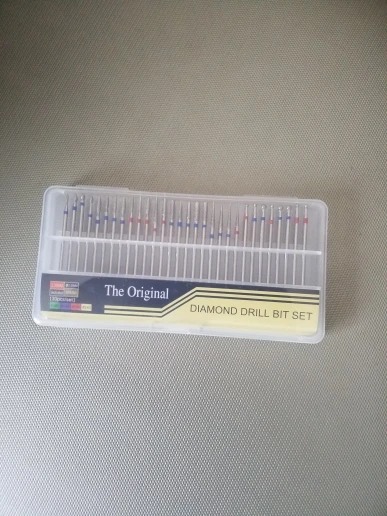 The Original
DIAMOND DRILL BIT SET